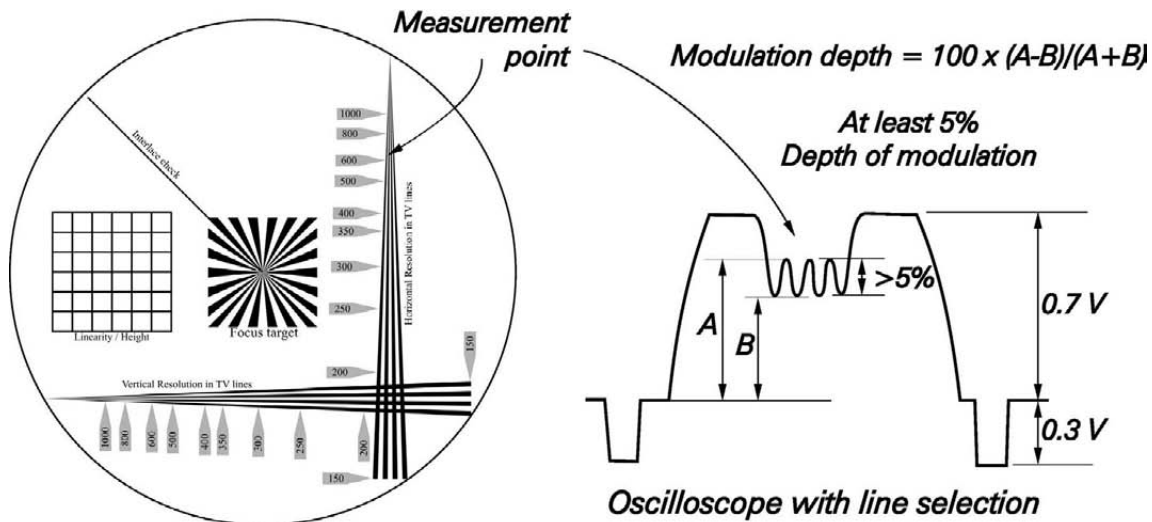 Measurement
point
Modulation depth = 100 x (A-B)/(A+B)
At least 5%
Depth of modulation
Interlace check
1000
800
600
500
400
350
300
250
200
150
Horizontal Resolution in TV lines
Linearity / Height
Focus target
Vertical Resolution in TV lines
1000
800
600
500
400
350
300
250
200
150
A
B
>5%
0.7 V
0.3 V
Oscilloscope with line selection